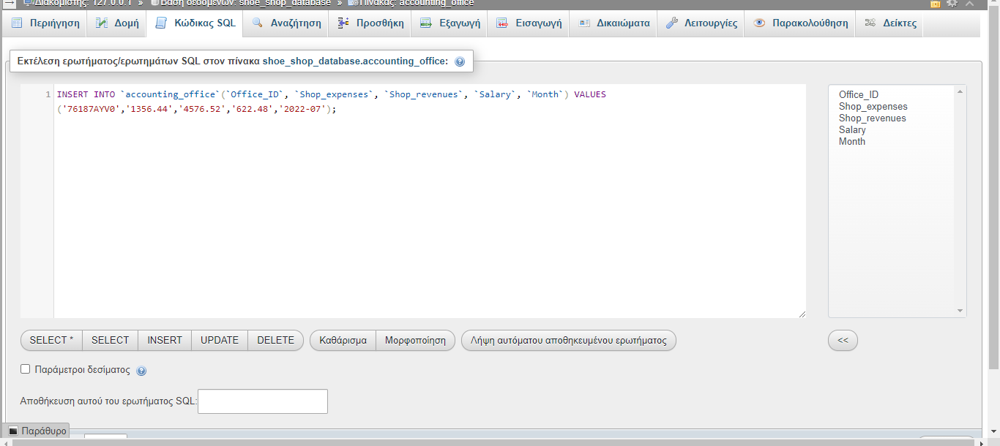 Διακομιστής: 127.0.0.1 » Βάση δεδομένων: shoe_shop_database » Πίνακας: accounting_office
Περιήγηση Δομή Κώδικας SQL Αναζήτηση Προσθήκη Εξαγωγή Εισαγωγή Δικαιώματα Λειτουργίες Παρακολούθηση Δείκτες
Εκτέλεση ερωτήματος/ερωτημάτων SQL στον πίνακα shoe_shop_database.accounting_office:
1 INSERT INTO `accounting_office`(`Office_ID`, `Shop_expenses`, `Shop_revenues`, `Salary`, `Month`) VALUES
('76187AYV0','1356.44','4576.52','622.48','2022-07');
Office_ID
Shop_expenses
Shop_revenues
Salary
Month
SELECT * SELECT INSERT UPDATE DELETE Καθάρισμα Μορφοποίηση Λήψη αυτόματου αποθηκευμένου ερωτήματος <<
Παράμετροι δεσίματος
Αποθήκευση αυτού του ερωτήματος SQL:
Παράθυρο